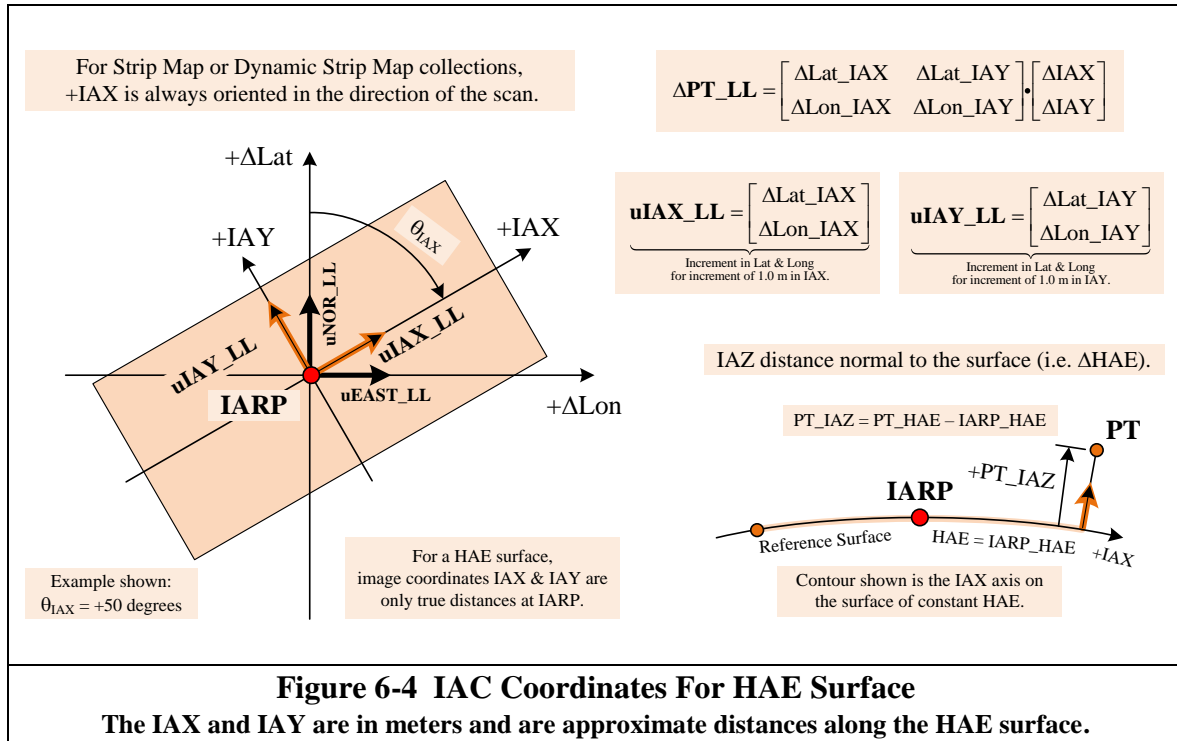 For Strip Map or Dynamic Strip Map collections,
+IAX is always oriented in the direction of the scan.
ΔPT_LL = [ΔLat_IAX ΔLat_IAY] • [ΔIAX]
[ΔLon_IAX ΔLon_IAY] [ΔIAY]
+ΔLat
+IAY
θIAX
+IAX
uNOR_LL
uIAY_LL
uIAX_LL
IARP
uEAST_LL
+ΔLon
uIAX_LL = [ΔLat_IAX]
[ΔLon_IAX]
Increment in Lat & Long
for increment of 1.0 m in IAX.
uIAY_LL = [ΔLat_IAY]
[ΔLon_IAY]
Increment in Lat & Long
for increment of 1.0 m in IAY.
IAZ distance normal to the surface (i.e. ΔHAE).
PT_IAZ = PT_HAE – IARP_HAE
PT
+PT_IAZ
IARP
Reference Surface
HAE = IARP_HAE
+IAX
Contour shown is the IAX axis on
the surface of constant HAE.
Example shown:
θIAX = +50 degrees
For a HAE surface,
image coordinates IAX & IAY are
only true distances at IARP.
Figure 6-4 IAC Coordinates For HAE Surface
The IAX and IAY are in meters and are approximate distances along the HAE surface.